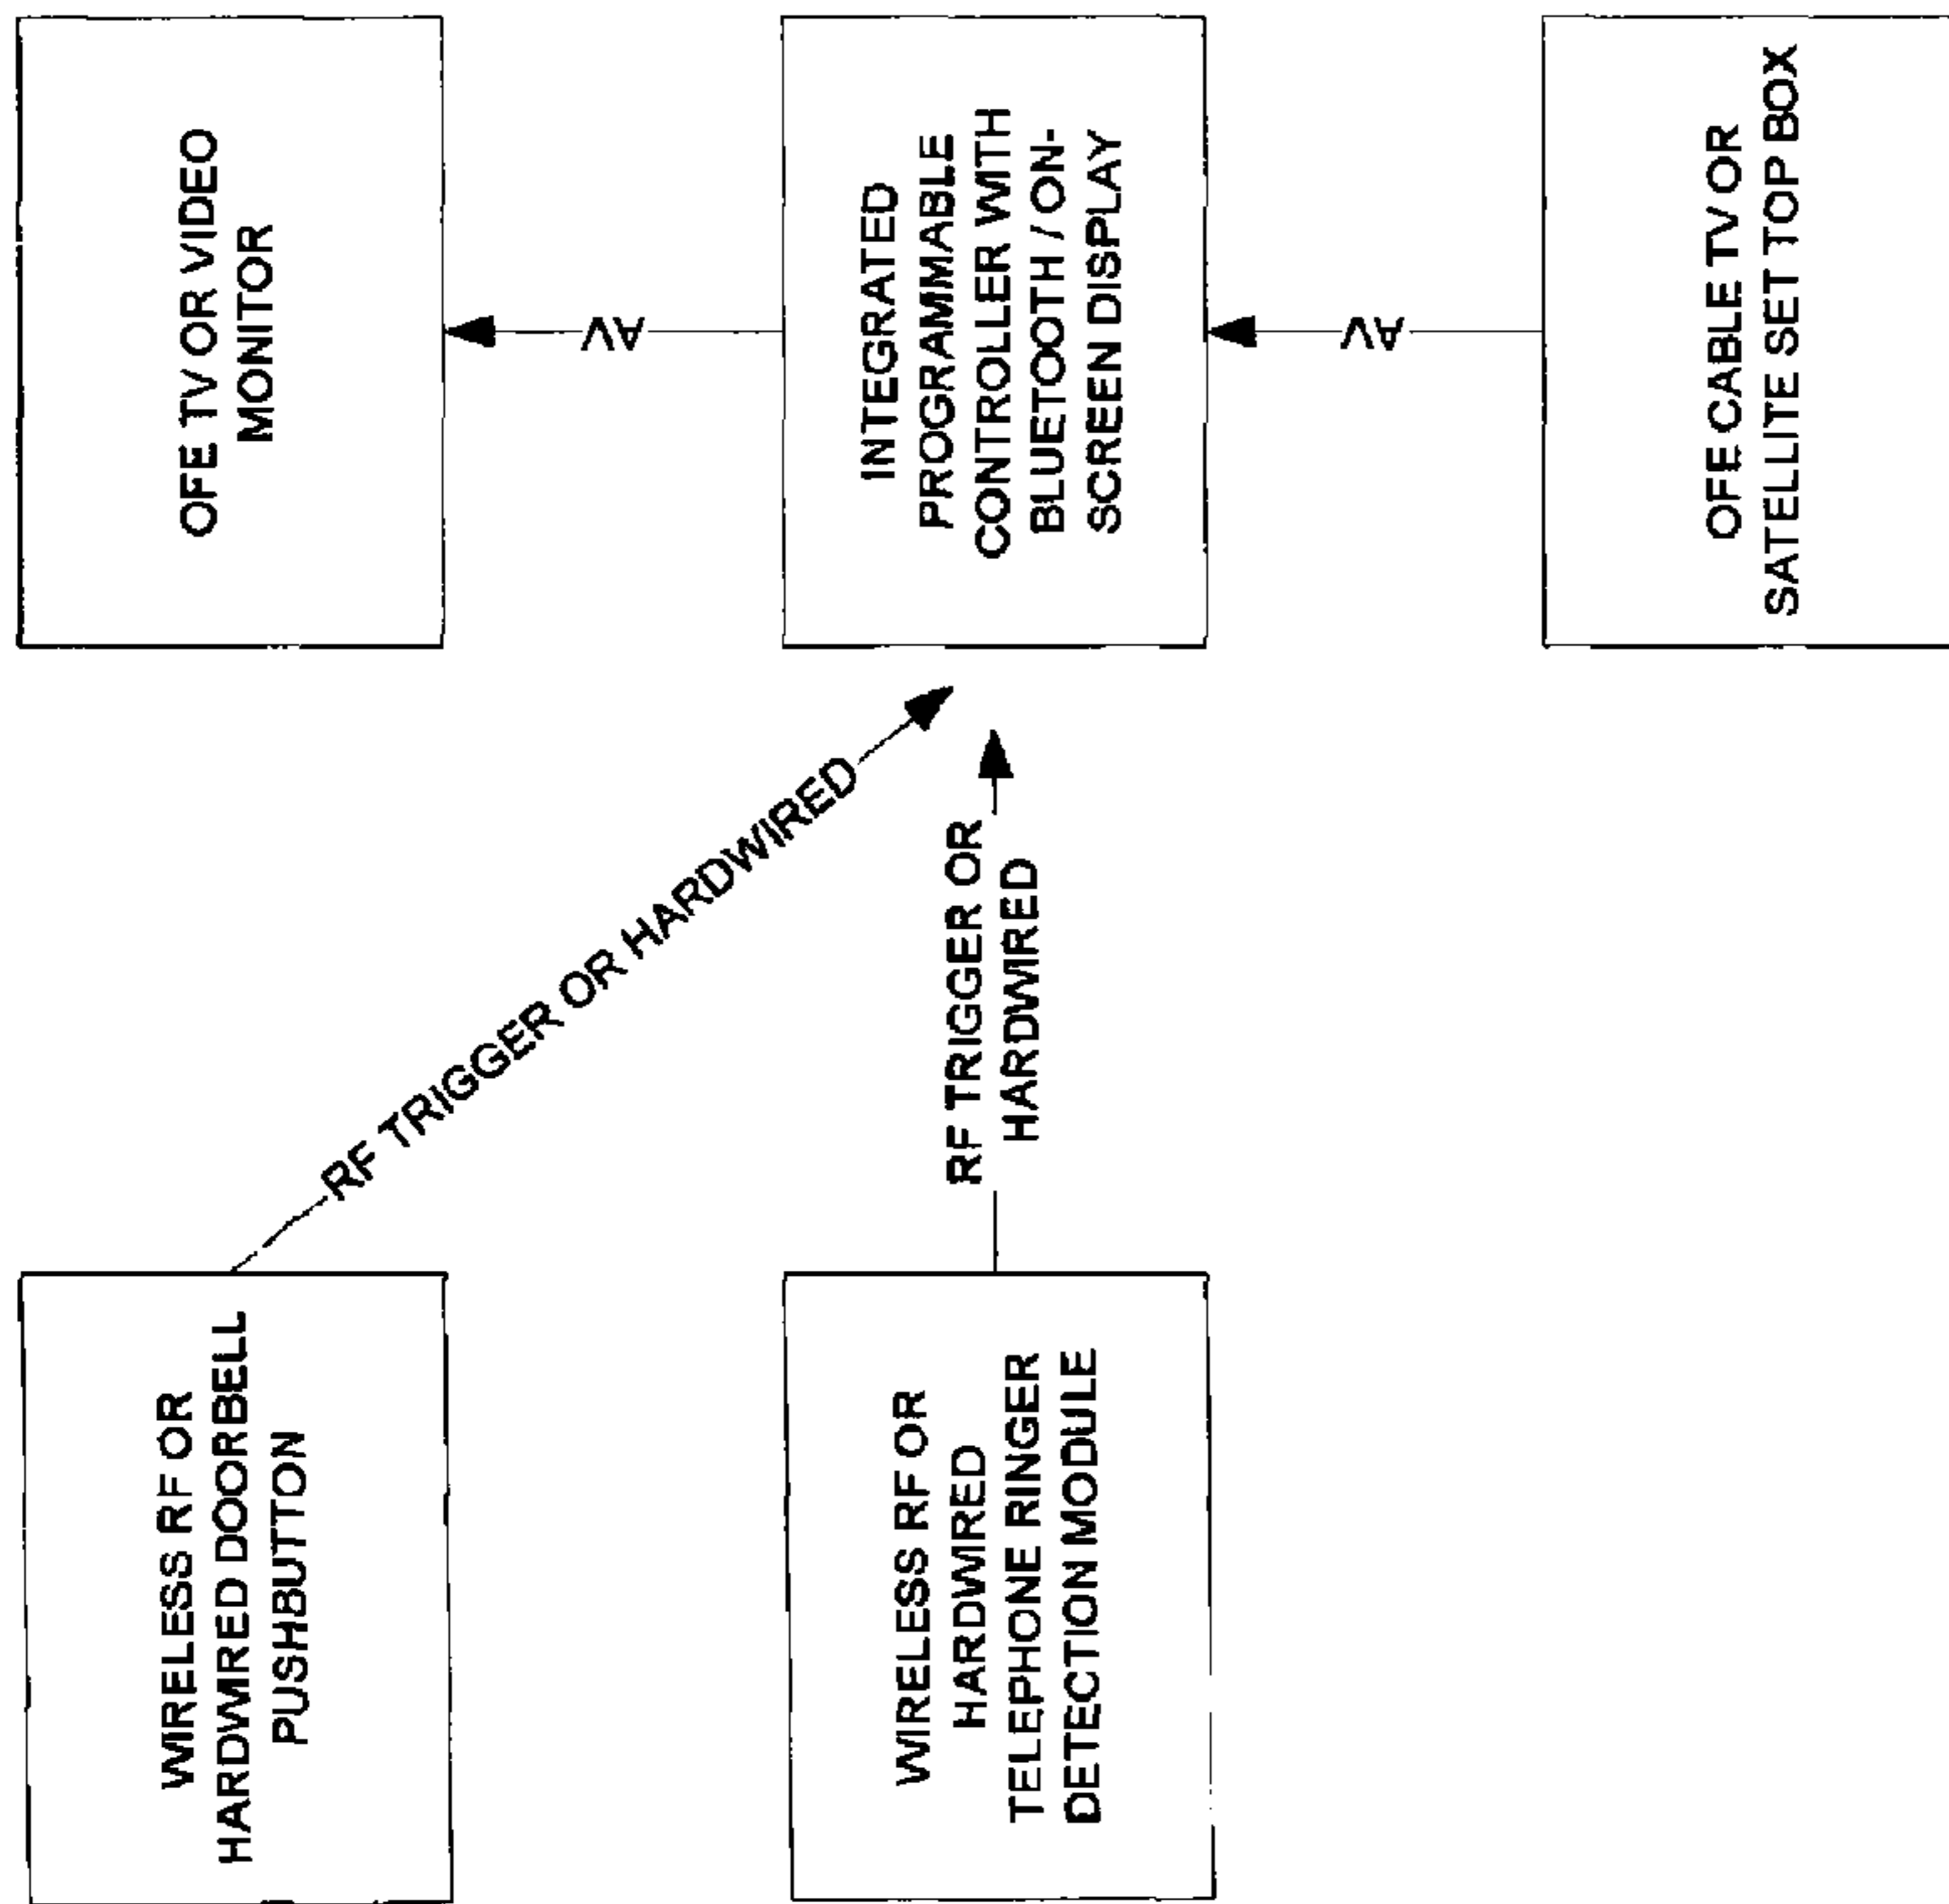 WIRELESS RF OR
HARDWIRED DOORBELL
PUSHBUTTON
OFE TV OR VIDEO
MONITOR
RF TRIGGER OR HARDWIRED
AV
WIRELESS RF OR
HARDWIRED
TELEPHONE RINGER
DETECTION MODULE
RF TRIGGER OR
HARDWIRED
INTEGRATED
PROGRAMMABLE
CONTROLLER WITH
BLUETOOTH / ON-
SCREEN DISPLAY
AV
OFE CABLE TV OR
SATELLITE SET TOP BOX